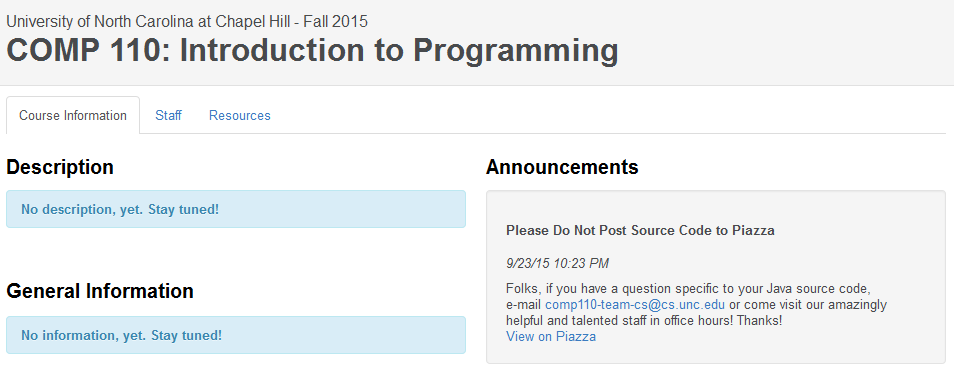 University of North Carolina at Chapel Hill - Fall 2015
COMP 110: Introduction to Programming
Course Information
Staff
Resources
Description
No description, yet. Stay tuned!
General Information
No information, yet. Stay tuned!
Announcements
Please Do Not Post Source Code to Piazza
9/23/15 10:23 PM
Folks, if you have a question specific to your Java source code,
e-mail comp110-team-cs@cs.unc.edu or come visit our amazingly
helpful and talented staff in office hours! Thanks!
View on Piazza